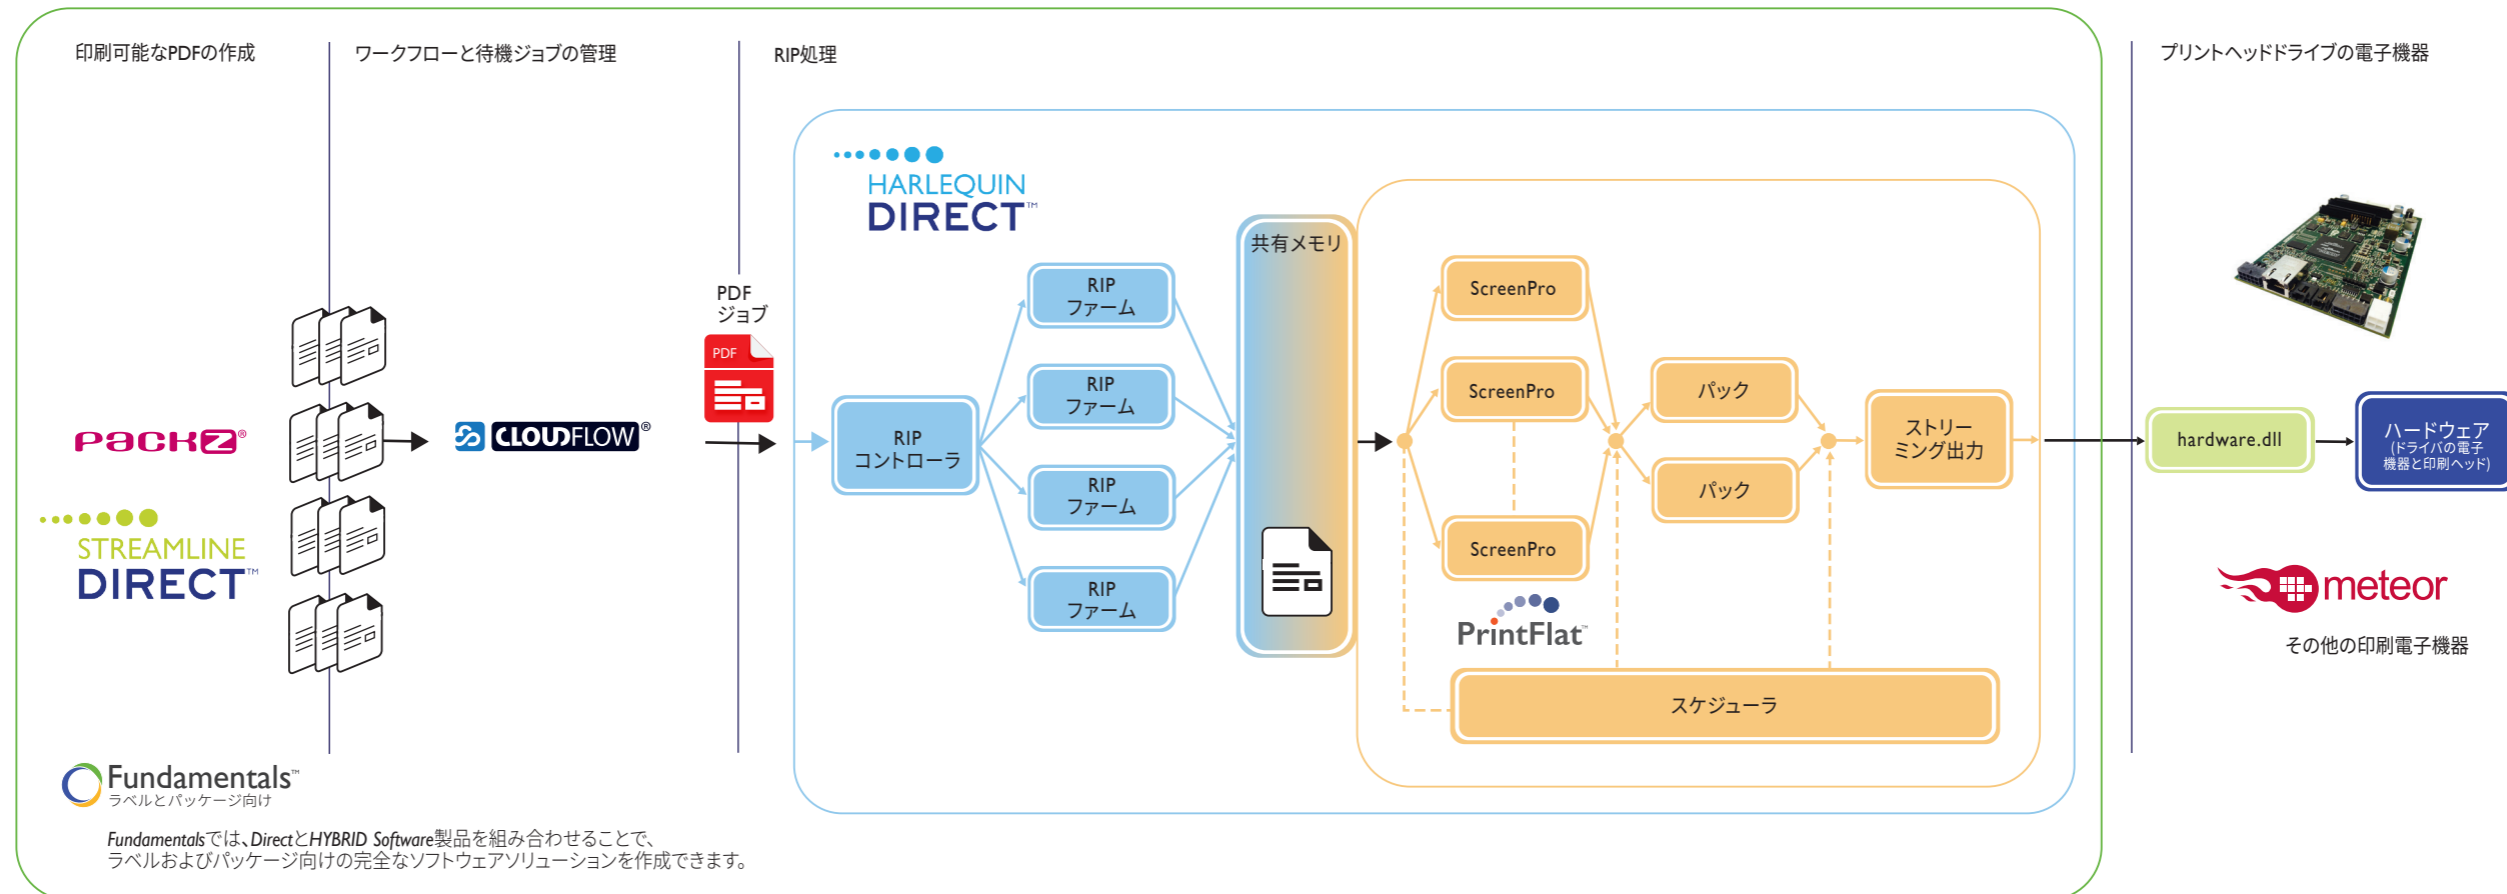 印刷可能なPDFの作成
ワークフローと待機ジョブの管理
RIP処理
プリントヘッドドライブの電子機器
PACKZ®
STREAMLINE
DIRECT™
CLOUDFLOW®
PDF
ジョブ
PDF
HARLEQUIN
DIRECT™
RIP
コントローラ
RIP
ファーム
RIP
ファーム
RIP
ファーム
RIP
ファーム
共有メモリ
ScreenPro
ScreenPro
ScreenPro
PrintFlat™
パック
パック
ストリー
ミング出力
スケジューラ
hardware.dll
ハードウェア
(ドライバの電子
機器と印刷ヘッド)
meteor
その他の印刷電子機器
Fundamentals™
ラベルとパッケージ向け
Fundamentalsでは、DirectとHYBRID Software製品を組み合わせることで、
ラベルおよびパッケージ向けの完全なソフトウェアソリューションを作成できます。